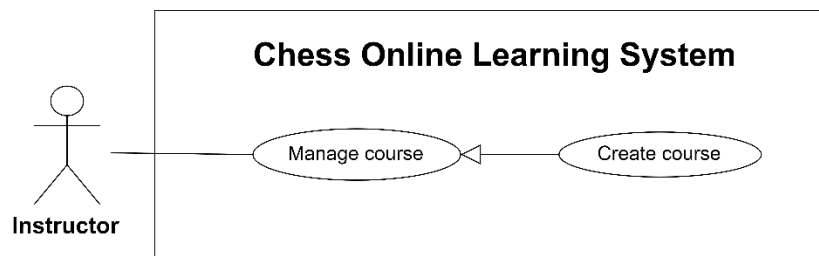 Chess Online Learning System
Manage course
Create course
Instructor